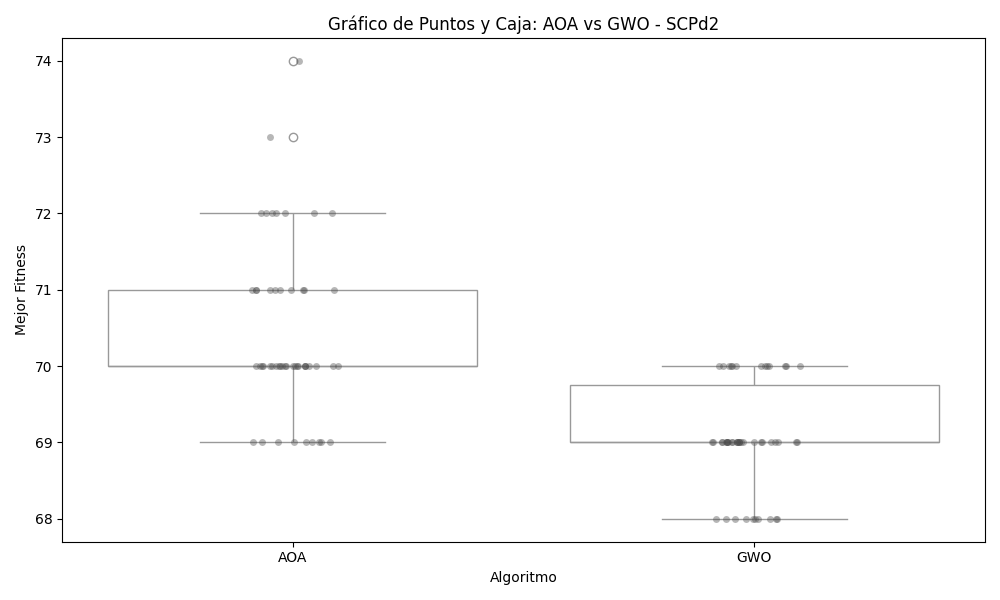 Gráfico de Puntos y Caja: AOA vs GWO - SCPd2
Mejor Fitness
74
73
72
71
70
69
68
AOA
GWO
Algoritmo